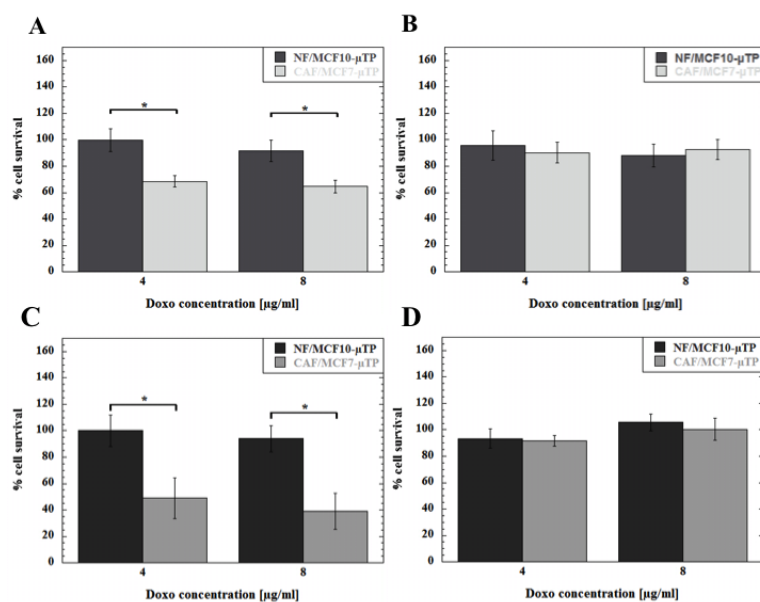 A
% cell survival
160
140
120
100
80
60
40
20
0
NF/MCF10-µTP
CAF/MCF7-µTP
*
*
4
8
Doxo concentration [µg/ml]
B
% cell survival
160
140
120
100
80
60
40
20
0
NF/MCF10-µTP
CAF/MCF7-µTP
4
8
Doxo concentration [µg/ml]
C
% cell survival
160
140
120
100
80
60
40
20
0
NF/MCF10-µTP
CAF/MCF7-µTP
*
*
4
8
Doxo concentration [µg/ml]
D
% cell survival
160
140
120
100
80
60
40
20
0
NF/MCF10-µTP
CAF/MCF7-µTP
4
8
Doxo concentration [µg/ml]